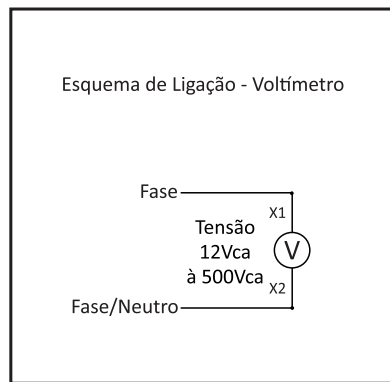 Esquema de Ligação - Voltímetro
Fase
X1
Tensão
12Vca
V
à 500Vca
X2
Fase/Neutro